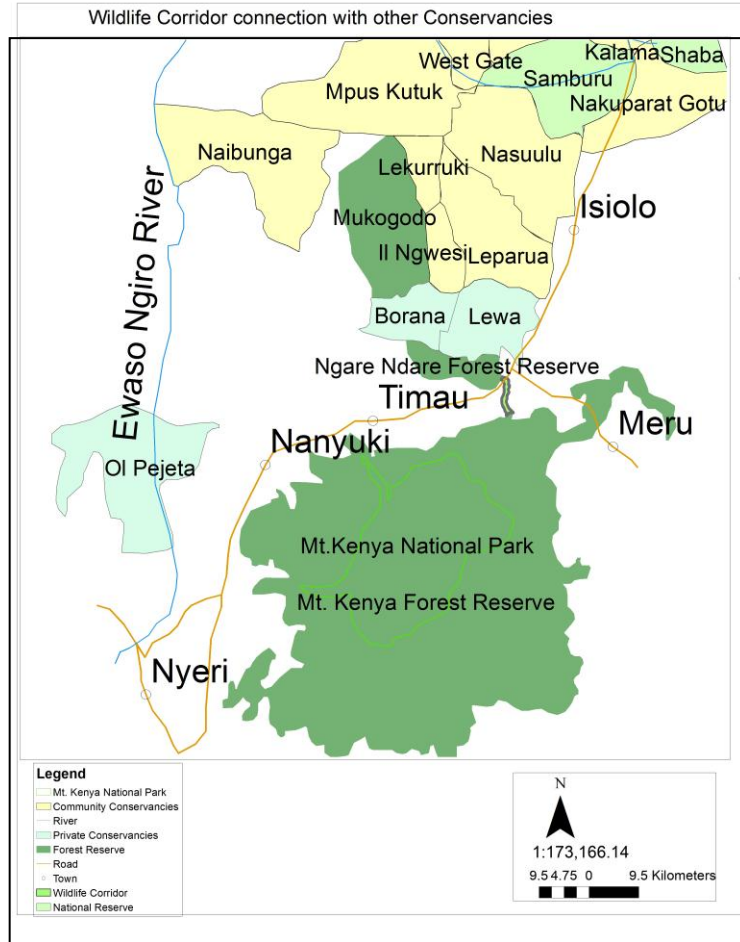 Wildlife Corridor connection with other Conservancies
West Gate
Kalama
Shaba
Samburu
Mpus Kutuk
Nakuparat Gotu
Naibunga
Nasuulu
Lekurruki
Isiolo
Mukogodo
Il Ngwesi
Leparua
Ewaso Ngiro River
Borana
Lewa
Ngare Ndare Forest Reserve
Timau
Meru
Nanyuki
Ol Pejeta
Mt.Kenya National Park
Mt. Kenya Forest Reserve
Nyeri
Legend
Mt. Kenya National Park
Community Conservancies
River
Private Conservancies
Forest Reserve
Road
Town
Wildlife Corridor
National Reserve
N
1:173,166.14
9.5 4.75 0 9.5 Kilometers